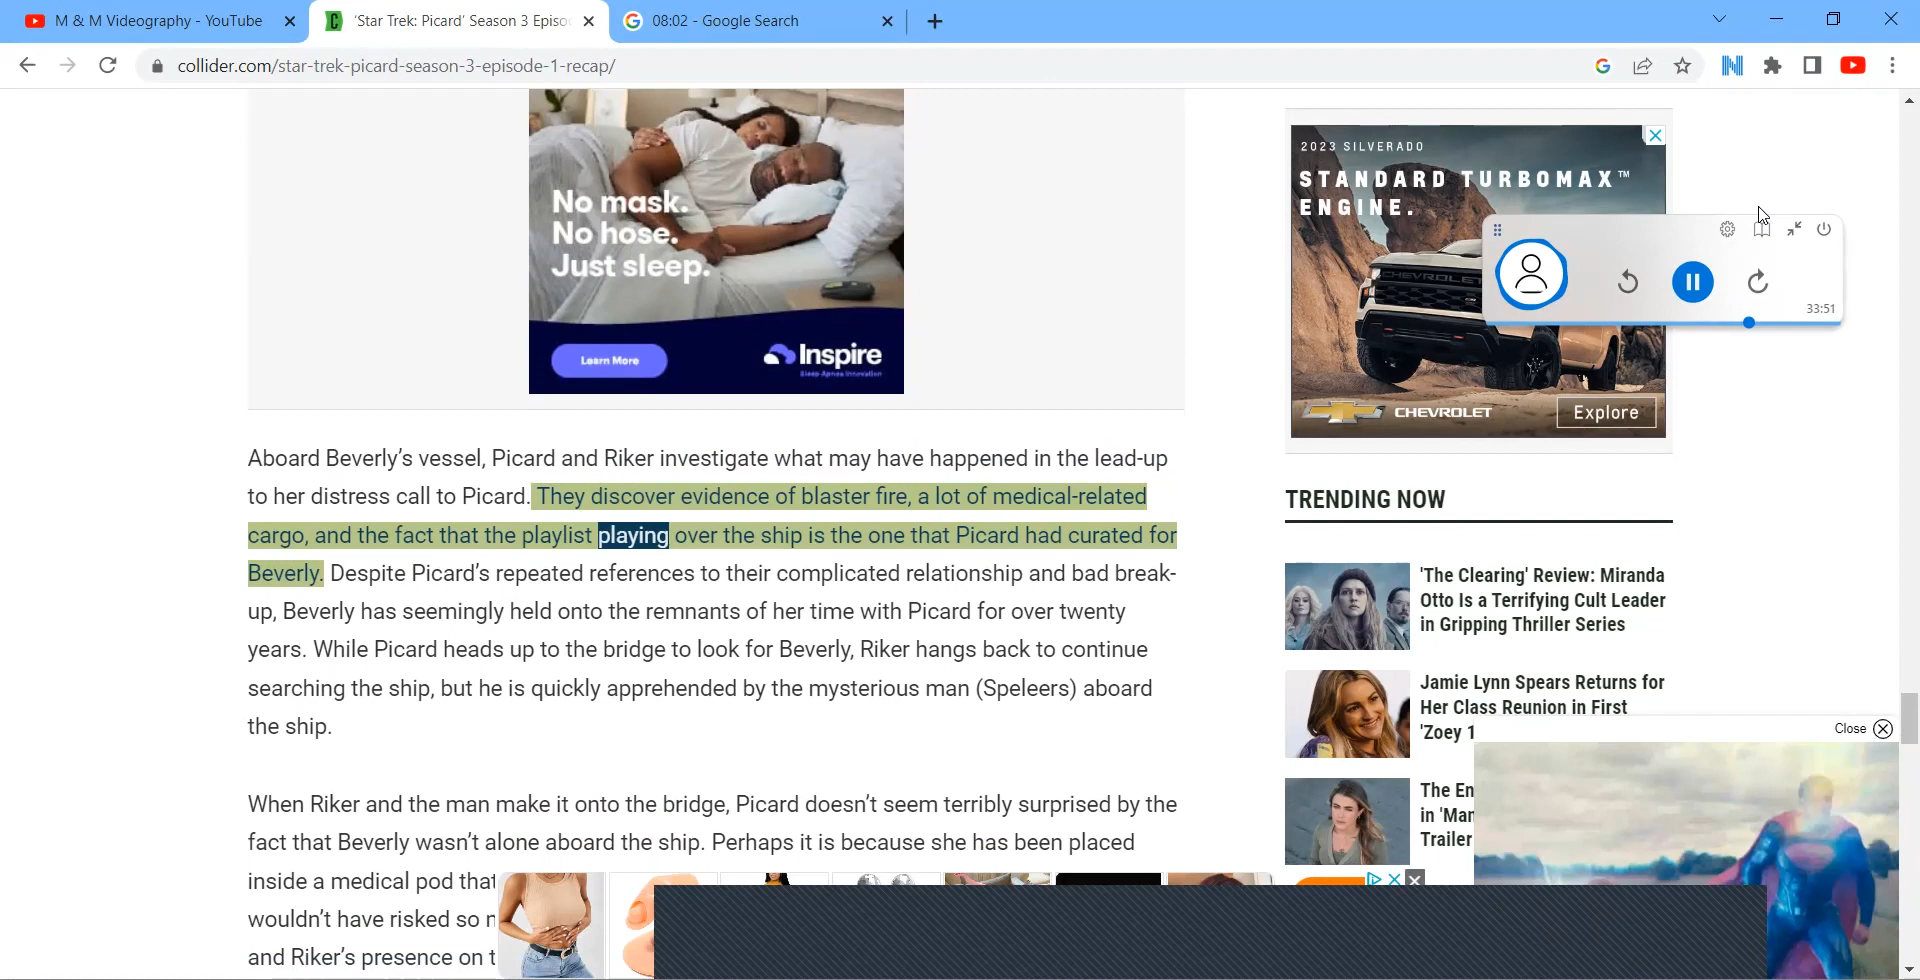 M & M Videography - YouTube
'Star Trek: Picard' Season 3 Episo
08:02 - Google Search
collider.com/star-trek-picard-season-3-episode-1-recap/
No mask.
No hose.
Just sleep.
Learn More
Inspire
Sleep Apnea Innovation
2023 SILVERADO
STANDARD TURBOMAX™
ENGINE.
CHEVROLET
CHEVROLET
Explore
33:51
Aboard Beverly's vessel, Picard and Riker investigate what may have happened in the lead-up
to her distress call to Picard. They discover evidence of blaster fire, a lot of medical-related
cargo, and the fact that the playlist playing over the ship is the one that Picard had curated for
Beverly. Despite Picard's repeated references to their complicated relationship and bad break-
up, Beverly has seemingly held onto the remnants of her time with Picard for over twenty
years. While Picard heads up to the bridge to look for Beverly, Riker hangs back to continue
searching the ship, but he is quickly apprehended by the mysterious man (Speleers) aboard
the ship.
When Riker and the man make it onto the bridge, Picard doesn't seem terribly surprised by the
fact that Beverly wasn't alone aboard the ship. Perhaps it is because she has been placed
inside a medical pod that
wouldn't have risked so
and Riker's presence on
TRENDING NOW
'The Clearing' Review: Miranda
Otto Is a Terrifying Cult Leader
in Gripping Thriller Series
Jamie Lynn Spears Returns for
Her Class Reunion in First
'Zoey 1
The En
in 'Mar
Trailer
Close